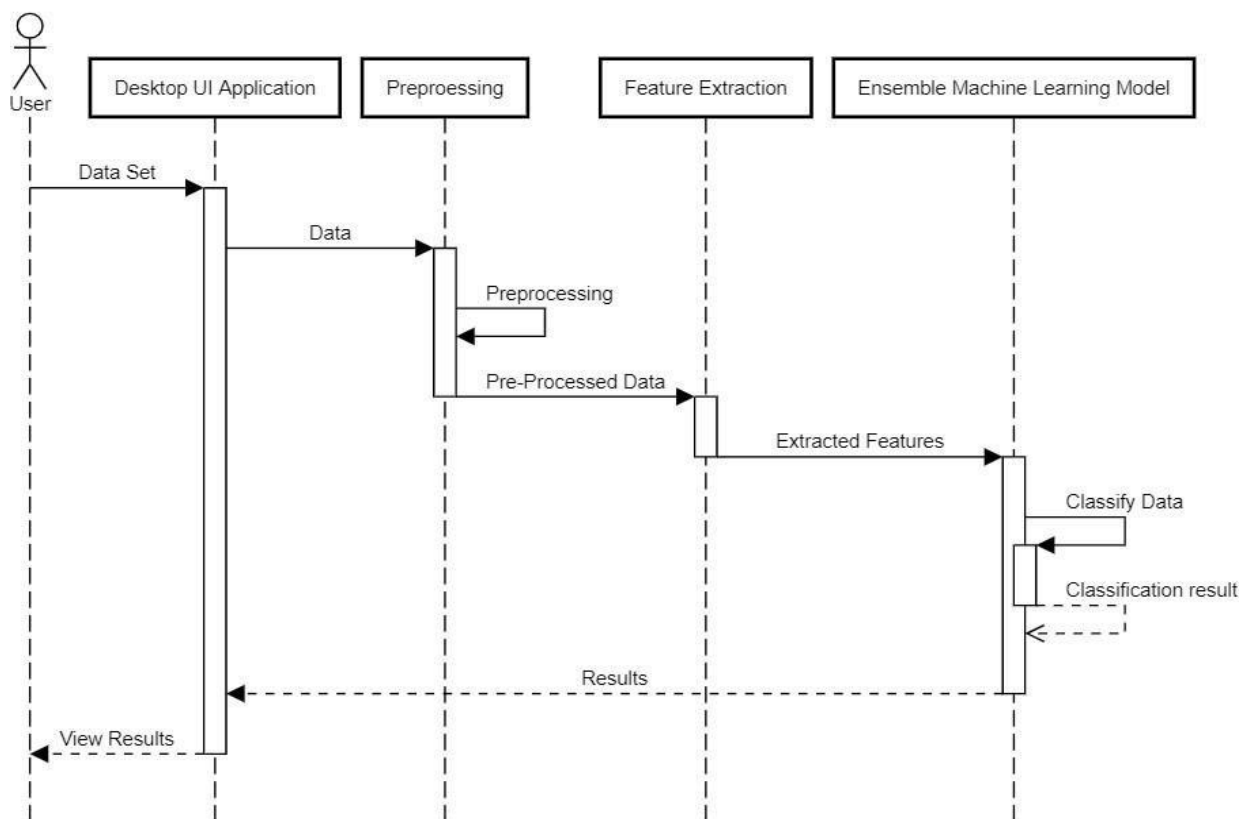 User
Desktop UI Application
Preproessing
Feature Extraction
Ensemble Machine Learning Model
Data Set
Data
Preprocessing
Pre-Processed Data
Extracted Features
Classify Data
Classification result
Results
View Results